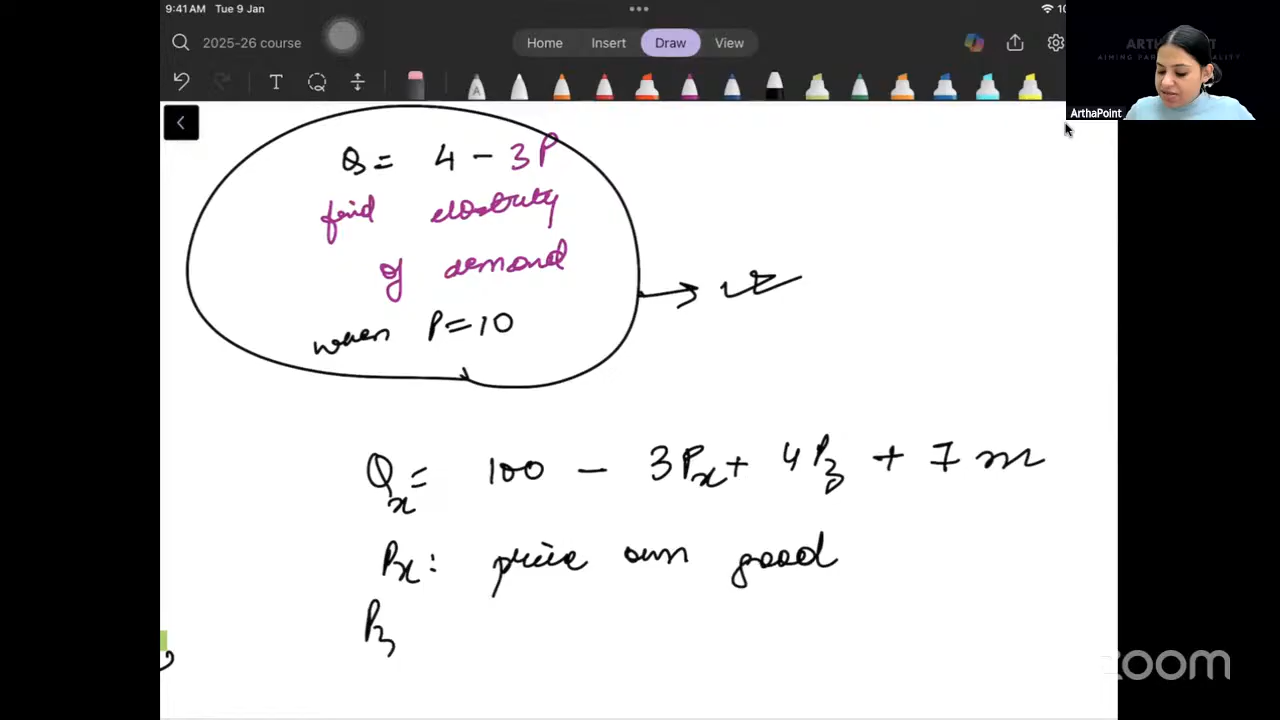 9:41 AM Tue 9 Jan
2025-26 course
Home Insert Draw View
ArthaPoint
Q = 4 - 3P
find elasticity
of demand
when P = 10
Qx = 100 - 3Px + 4Pz + 7m
Px: price own good
Pz
zoom